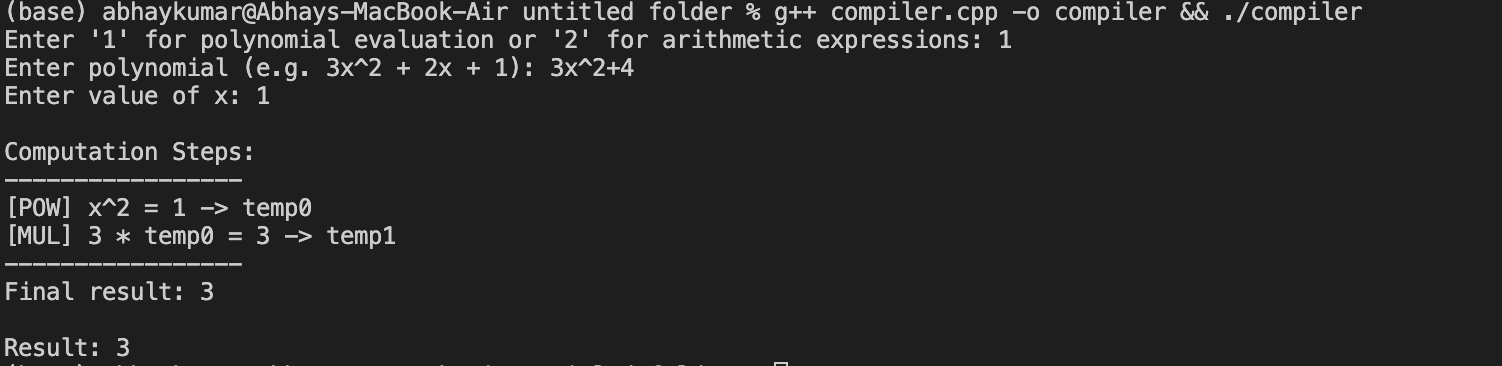 (base) abhaykumar@Abhays-MacBook-Air untitled folder % g++ compiler.cpp -o compiler && ./compiler
Enter '1' for polynomial evaluation or '2' for arithmetic expressions: 1
Enter polynomial (e.g. 3x^2 + 2x + 1): 3x^2+4
Enter value of x: 1
Computation Steps:
-----------------
[POW] x^2 = 1 -> temp0
[MUL] 3 * temp0 = 3 -> temp1
-----------------
Final result: 3
Result: 3